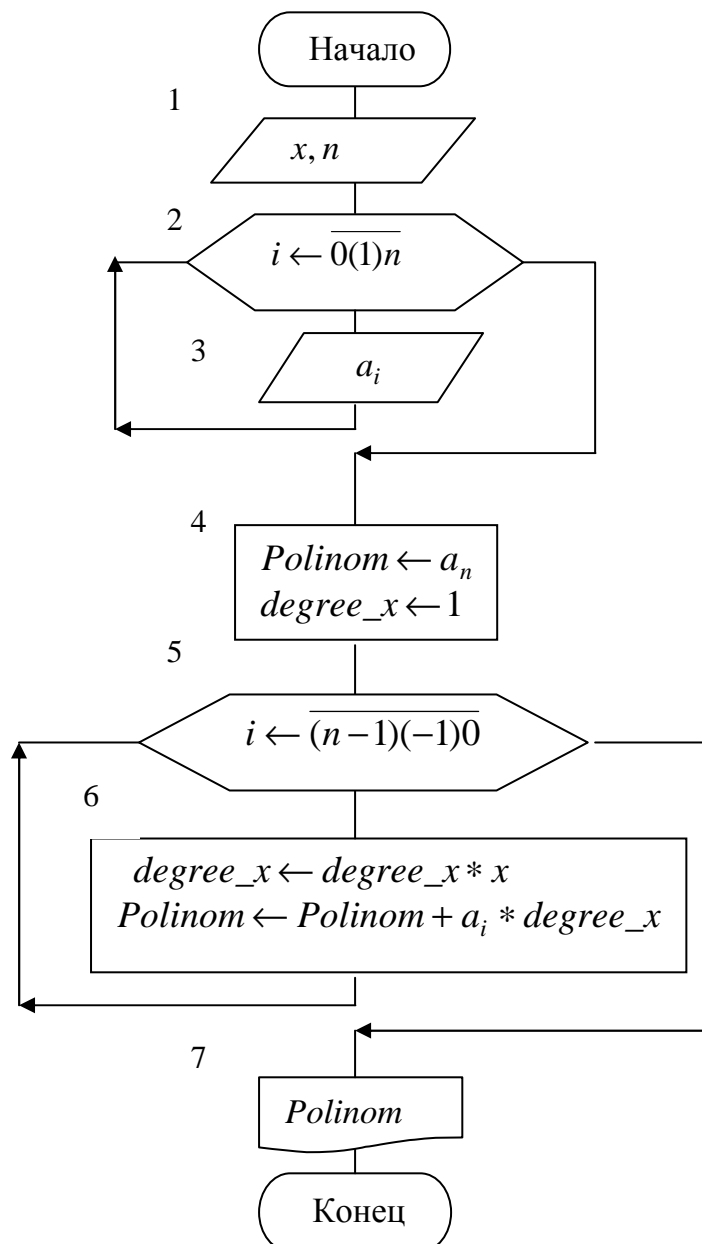 Начало
1
x, n
2
i ← 0(1)n
3
a_i
4
Polinom ← a_n
degree_x ← 1
5
i ← (n − 1)(−1)0
6
degree_x ← degree_x * x
Polinom ← Polinom + a_i * degree_x
7
Polinom
Конец